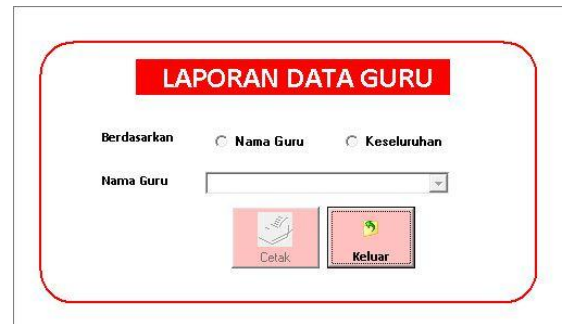 LAPORAN DATA GURU
Berdasarkan Nama Guru Keseluruhan
Nama Guru
Cetak Keluar